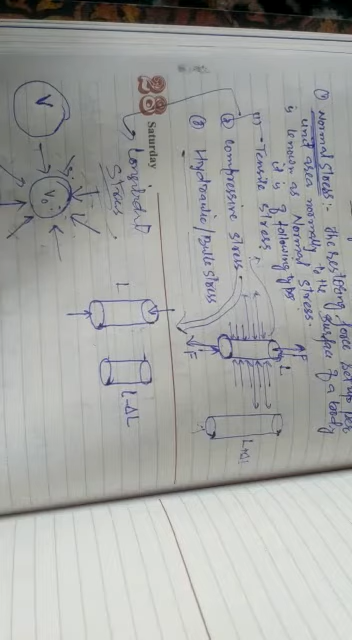 ① Normal stress:- The restoring force set up per
unit area normally to the surface of a body
is known as Normal stress.
it is of following type
(1) → Tensile stress
② Compressive stress.
③ Hydraulic/Bulk stress
F
L
F
L+ΔL
28 Saturday
→ Longitudinal
Stress
L
L-ΔL
V
V₀